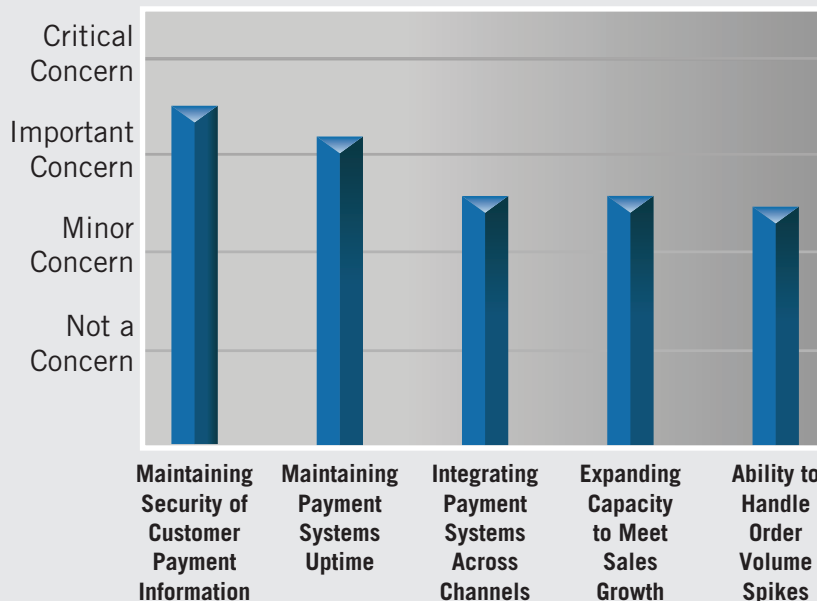 Critical
Concern
Important
Concern
Minor
Concern
Not a
Concern
Maintaining
Security of
Customer
Payment
Information
Maintaining
Payment
Systems
Uptime
Integrating
Payment
Systems
Across
Channels
Expanding
Capacity
to Meet
Sales
Growth
Ability to
Handle
Order
Volume
Spikes